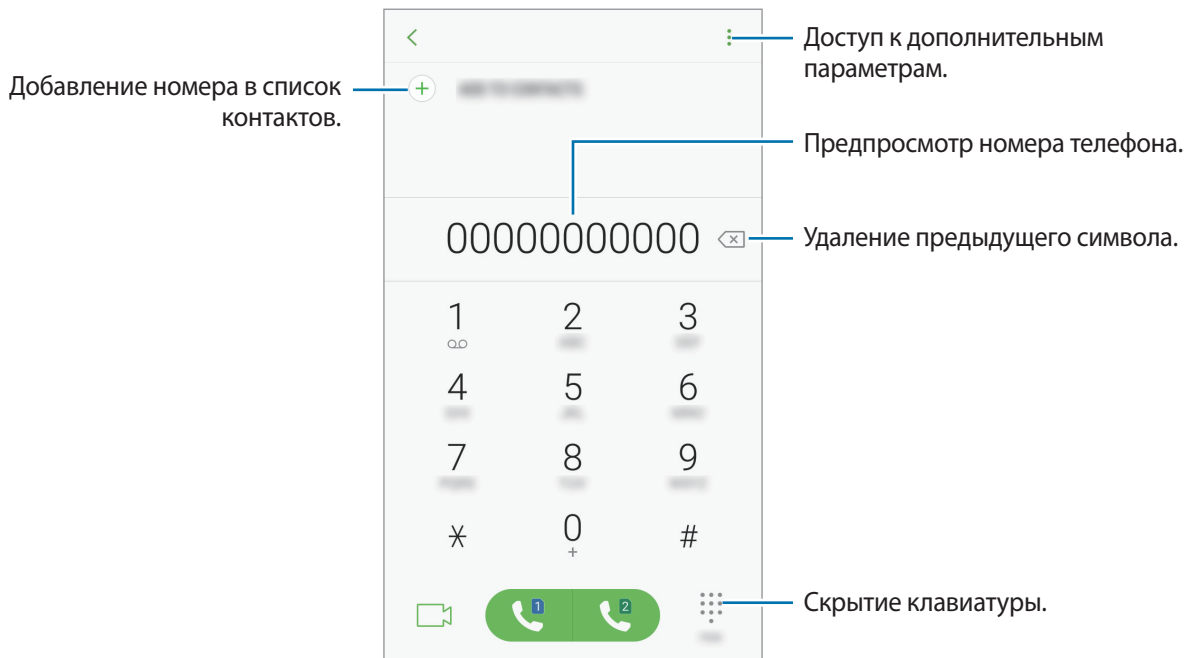 Доступ к дополнительным
параметрам.
Добавление номера в список
контактов.
Предпросмотр номера телефона.
00000000000
Удаление предыдущего символа.
1 2 3
4 5 6
7 8 9
* 0 #
+
1 2
Скрытие клавиатуры.